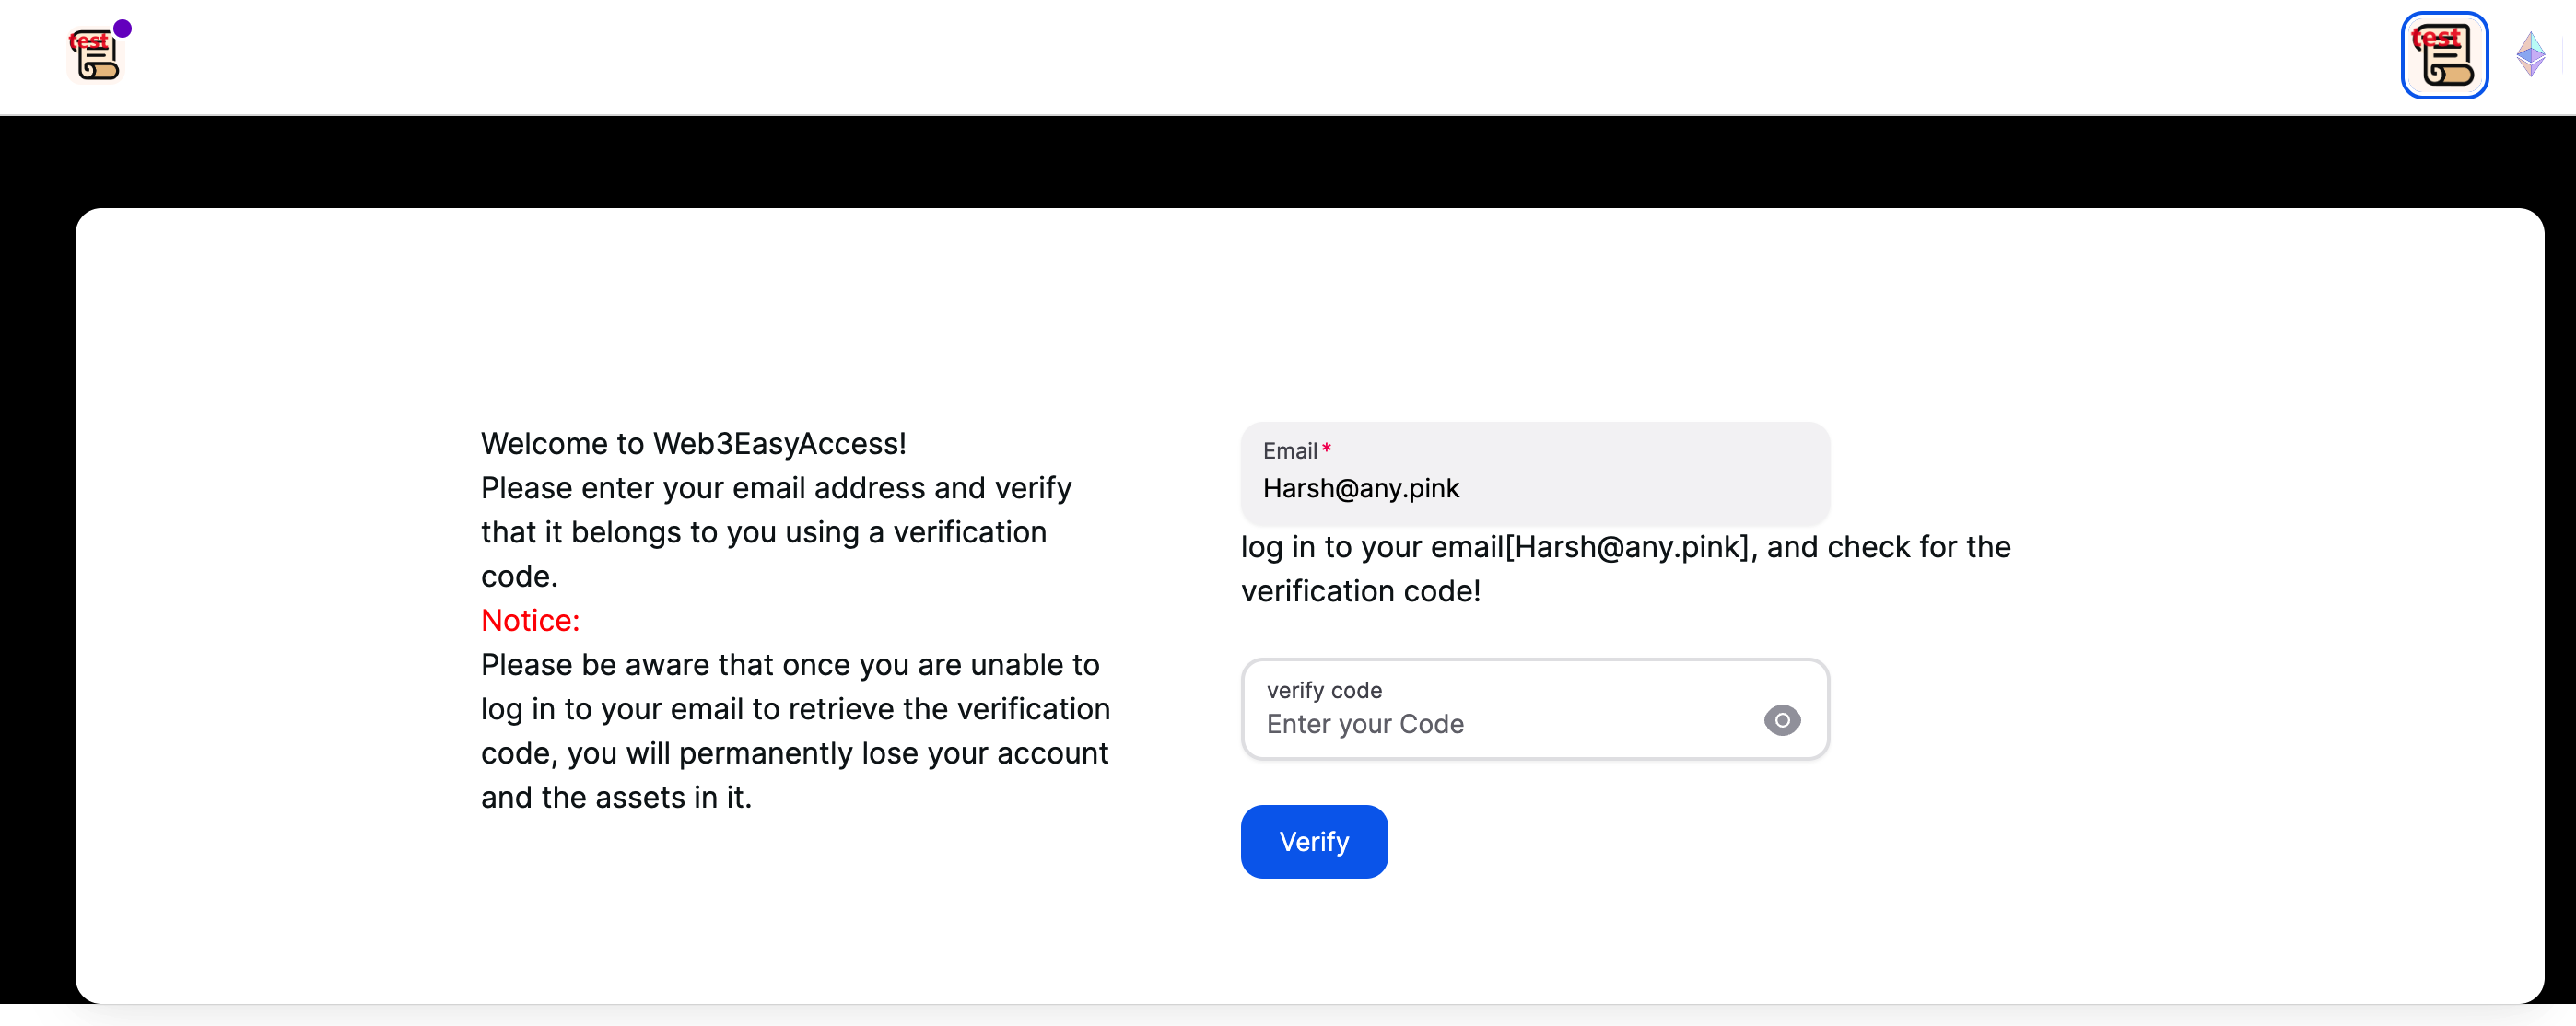 test
test
Welcome to Web3EasyAccess!
Please enter your email address and verify
that it belongs to you using a verification
code.
Notice:
Please be aware that once you are unable to
log in to your email to retrieve the verification
code, you will permanently lose your account
and the assets in it.
Email*
Harsh@any.pink
log in to your email[Harsh@any.pink], and check for the
verification code!
verify code
Enter your Code
Verify